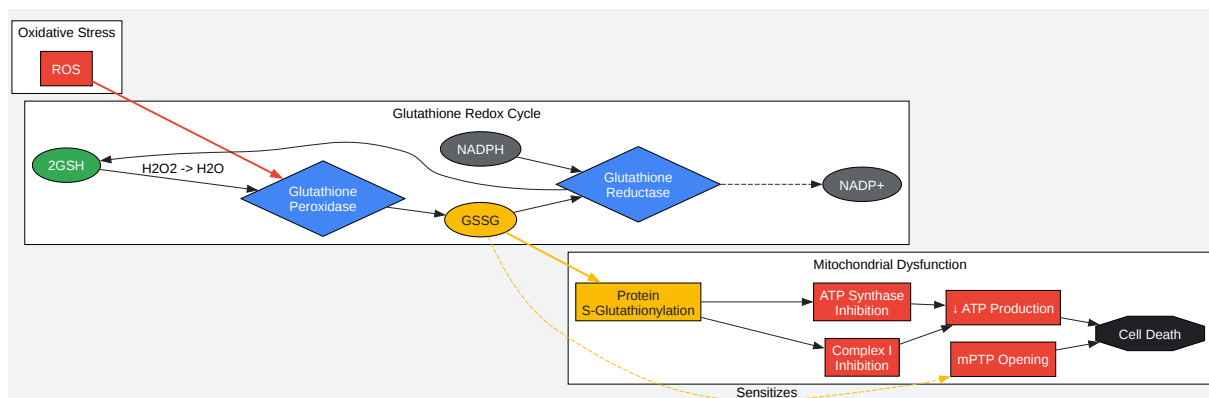 Oxidative Stress
ROS
Glutathione Redox Cycle
2GSH
H2O2 -> H2O
Glutathione
Peroxidase
NADPH
GSSG
Glutathione
Reductase
NADP+
Mitochondrial Dysfunction
Protein
S-Glutathionylation
ATP Synthase
Inhibition
Complex I
Inhibition
↓ ATP Production
mPTP Opening
Cell Death
Sensitizes